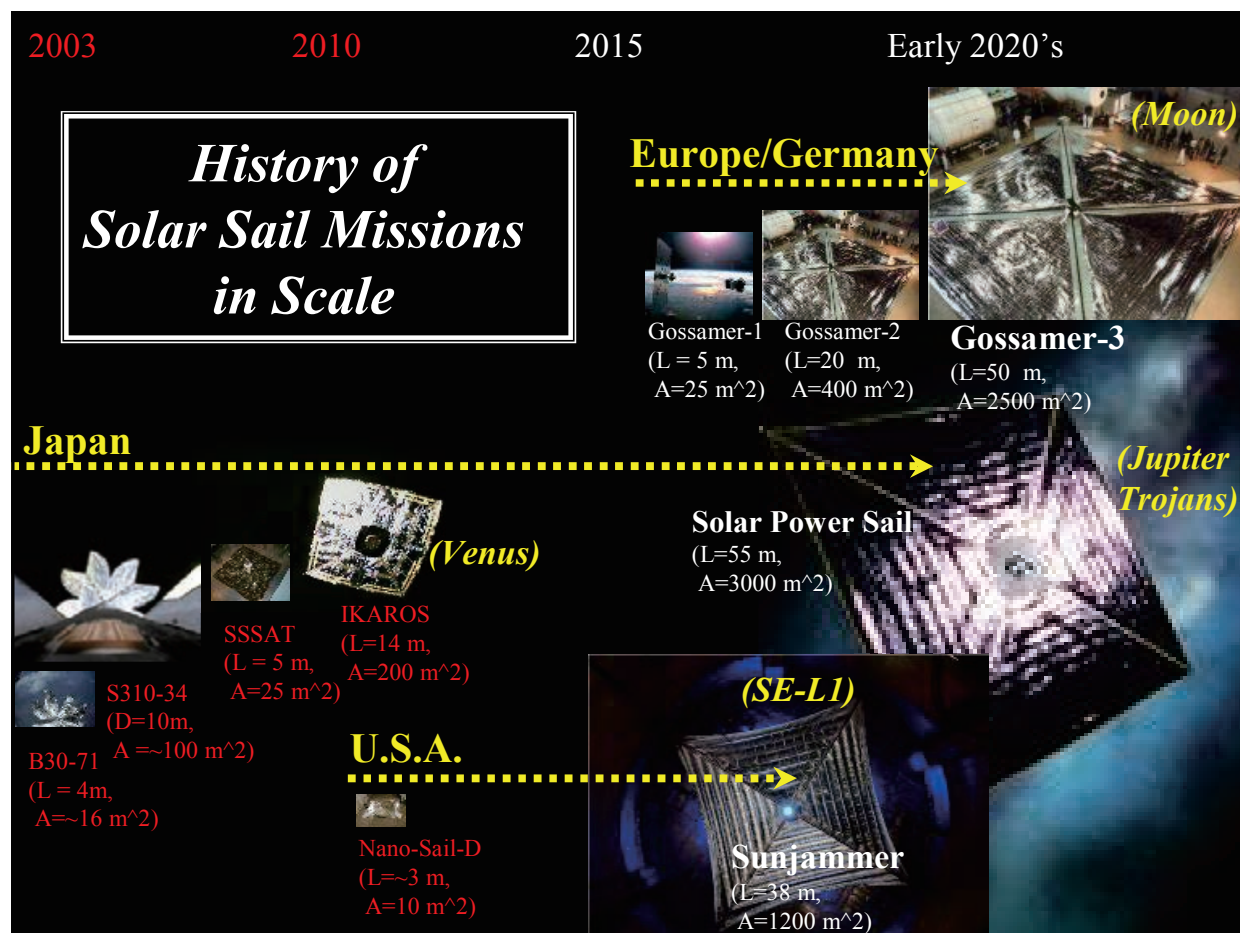 2003 2010 2015 Early 2020's
History of
Solar Sail Missions
in Scale
(Moon)
Europe/Germany
Gossamer-1
(L = 5 m,
A=25 m^2)
Gossamer-2
(L=20 m,
A=400 m^2)
Gossamer-3
(L=50 m,
A=2500 m^2)
Japan
(Jupiter
Trojans)
Solar Power Sail
(L=55 m,
A=3000 m^2)
(Venus)
IKAROS
(L=14 m,
A=200 m^2)
SSSAT
(L = 5 m,
A=25 m^2)
S310-34
(D=10m,
A =~100 m^2)
B30-71
(L = 4m,
A=~16 m^2)
U.S.A.
(SE-L1)
Nano-Sail-D
(L=~3 m,
A=10 m^2)
Sunjammer
(L=38 m,
A=1200 m^2)